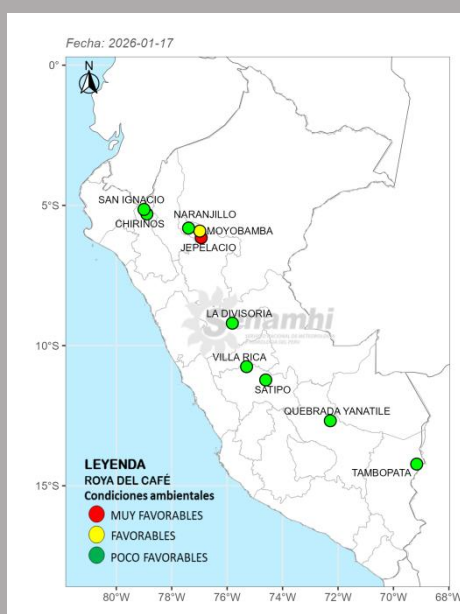 Fecha: 2026-01-17
N
0°
5°S
10°S
15°S
SAN IGNACIO
CHIRINOS
NARANJILLO
MOYOBAMBA
JEPELACIO
LA DIVISORIA
Senamhi
VILLA RICA
SATIPO
QUEBRADA YANATILE
TAMBOPATA
LEYENDA
ROYA DEL CAFÉ
Condiciones ambientales
MUY FAVORABLES
FAVORABLES
POCO FAVORABLES
80°W 78°W 76°W 74°W 72°W 70°W 68°W